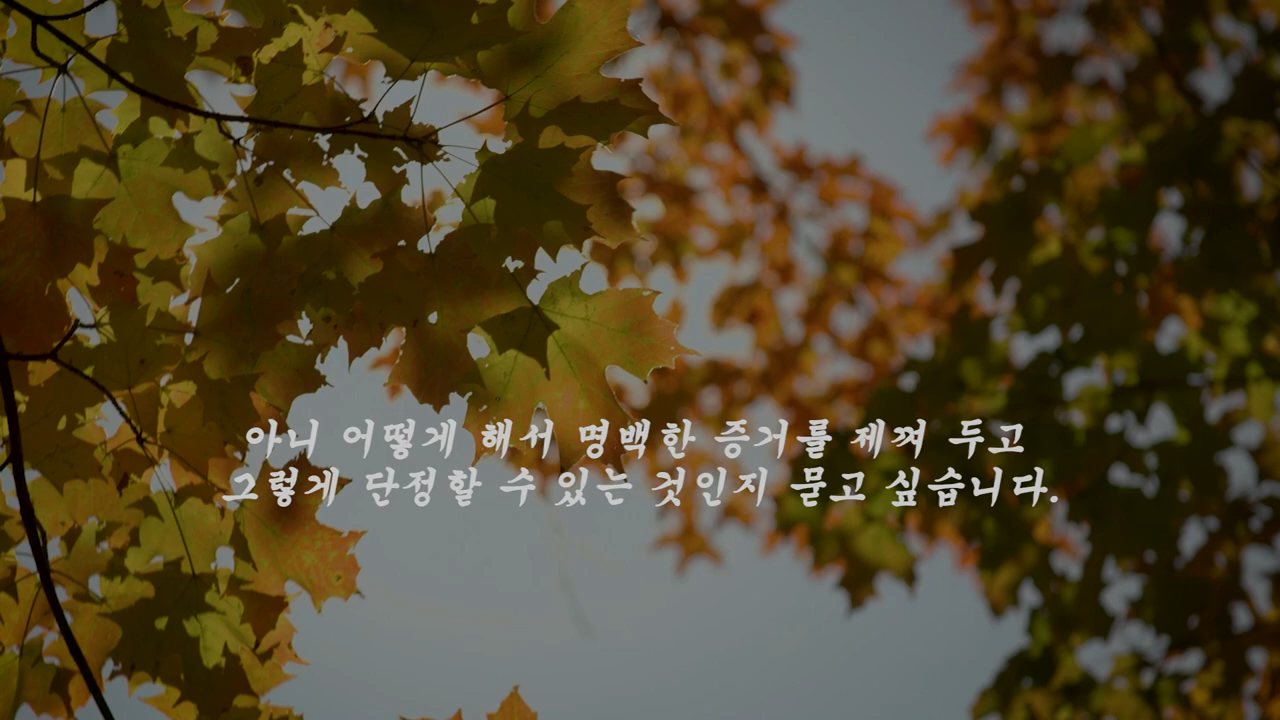 아니 어떻게 해서 명백한 증거를 제껴 두고
그렇게 단정할 수 있는 것인지 묻고 싶습니다.